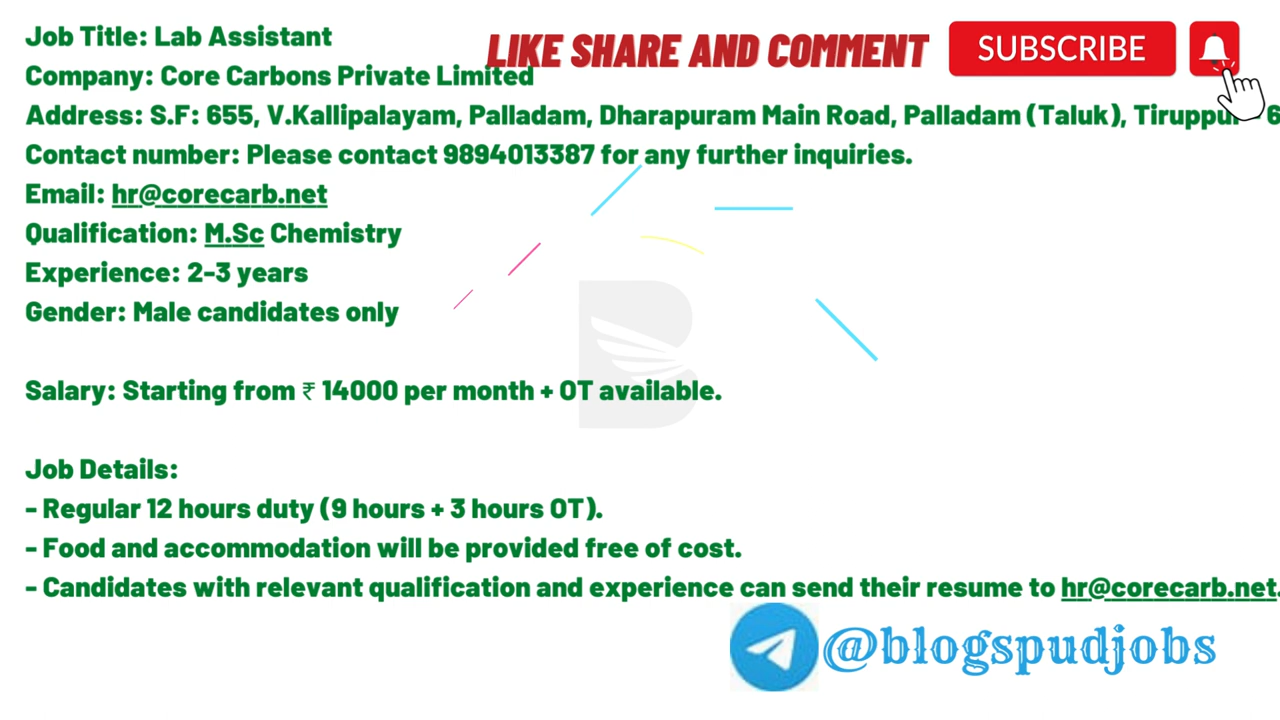 Job Title: Lab Assistant
LIKE SHARE AND COMMENT
SUBSCRIBE
Company: Core Carbons Private Limited
Address: S.F: 655, V.Kallipalayam, Palladam, Dharapuram Main Road, Palladam (Taluk), Tiruppur - 6
Contact number: Please contact 9894013387 for any further inquiries.
Email: hr@corecarb.net
Qualification: M.Sc Chemistry
Experience: 2-3 years
Gender: Male candidates only
Salary: Starting from ₹ 14000 per month + OT available.
Job Details:
- Regular 12 hours duty (9 hours + 3 hours OT).
- Food and accommodation will be provided free of cost.
- Candidates with relevant qualification and experience can send their resume to hr@corecarb.net.
@blogspudjobs